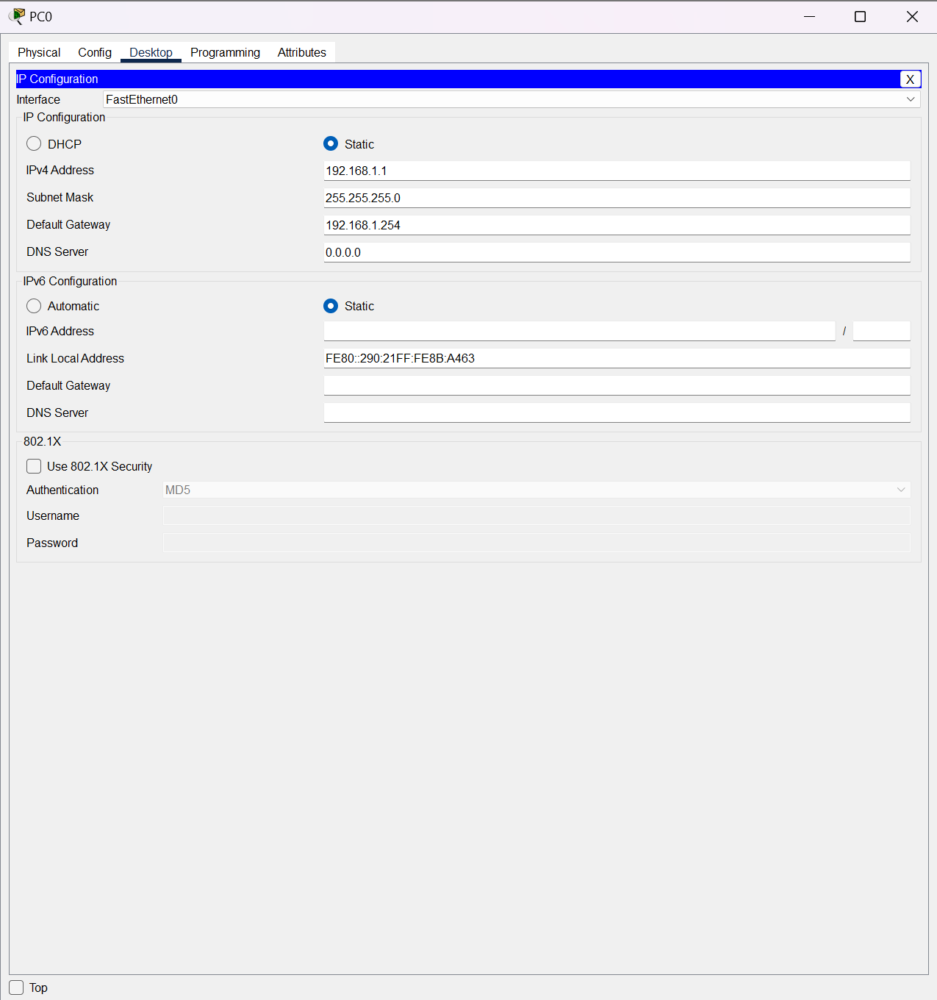 PC0
Physical Config Desktop Programming Attributes
IP Configuration X
Interface FastEthernet0
IP Configuration
DHCP Static
IPv4 Address 192.168.1.1
Subnet Mask 255.255.255.0
Default Gateway 192.168.1.254
DNS Server 0.0.0.0
IPv6 Configuration
Automatic Static
IPv6 Address /
Link Local Address FE80::290:21FF:FE8B:A463
Default Gateway
DNS Server
802.1X
Use 802.1X Security
Authentication MD5
Username
Password
Top